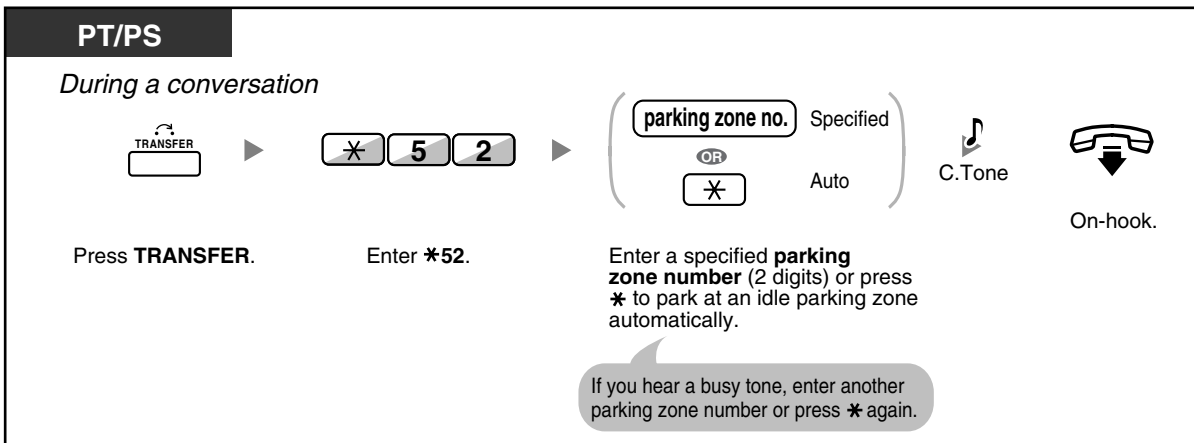 PT/PS
During a conversation
TRANSFER
* 5 2
parking zone no. Specified
OR
* Auto
C.Tone
On-hook.
Press TRANSFER.
Enter *52.
Enter a specified parking
zone number (2 digits) or press
* to park at an idle parking zone
automatically.
If you hear a busy tone, enter another
parking zone number or press * again.